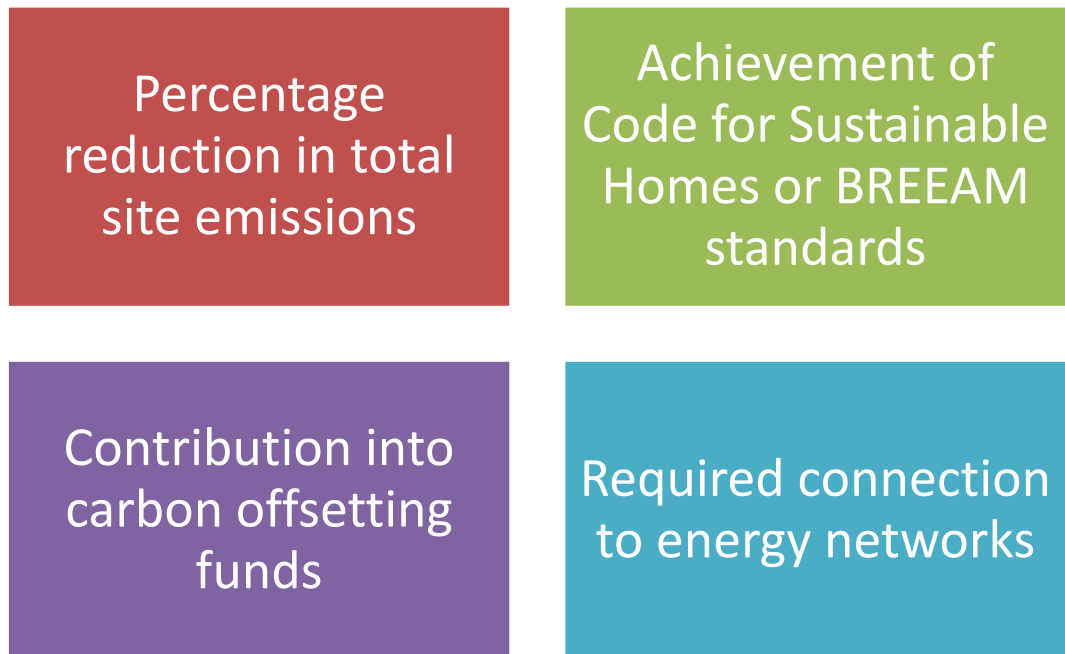 Percentage
reduction in total
site emissions
Achievement of
Code for Sustainable
Homes or BREEAM
standards
Contribution into
carbon offsetting
funds
Required connection
to energy networks